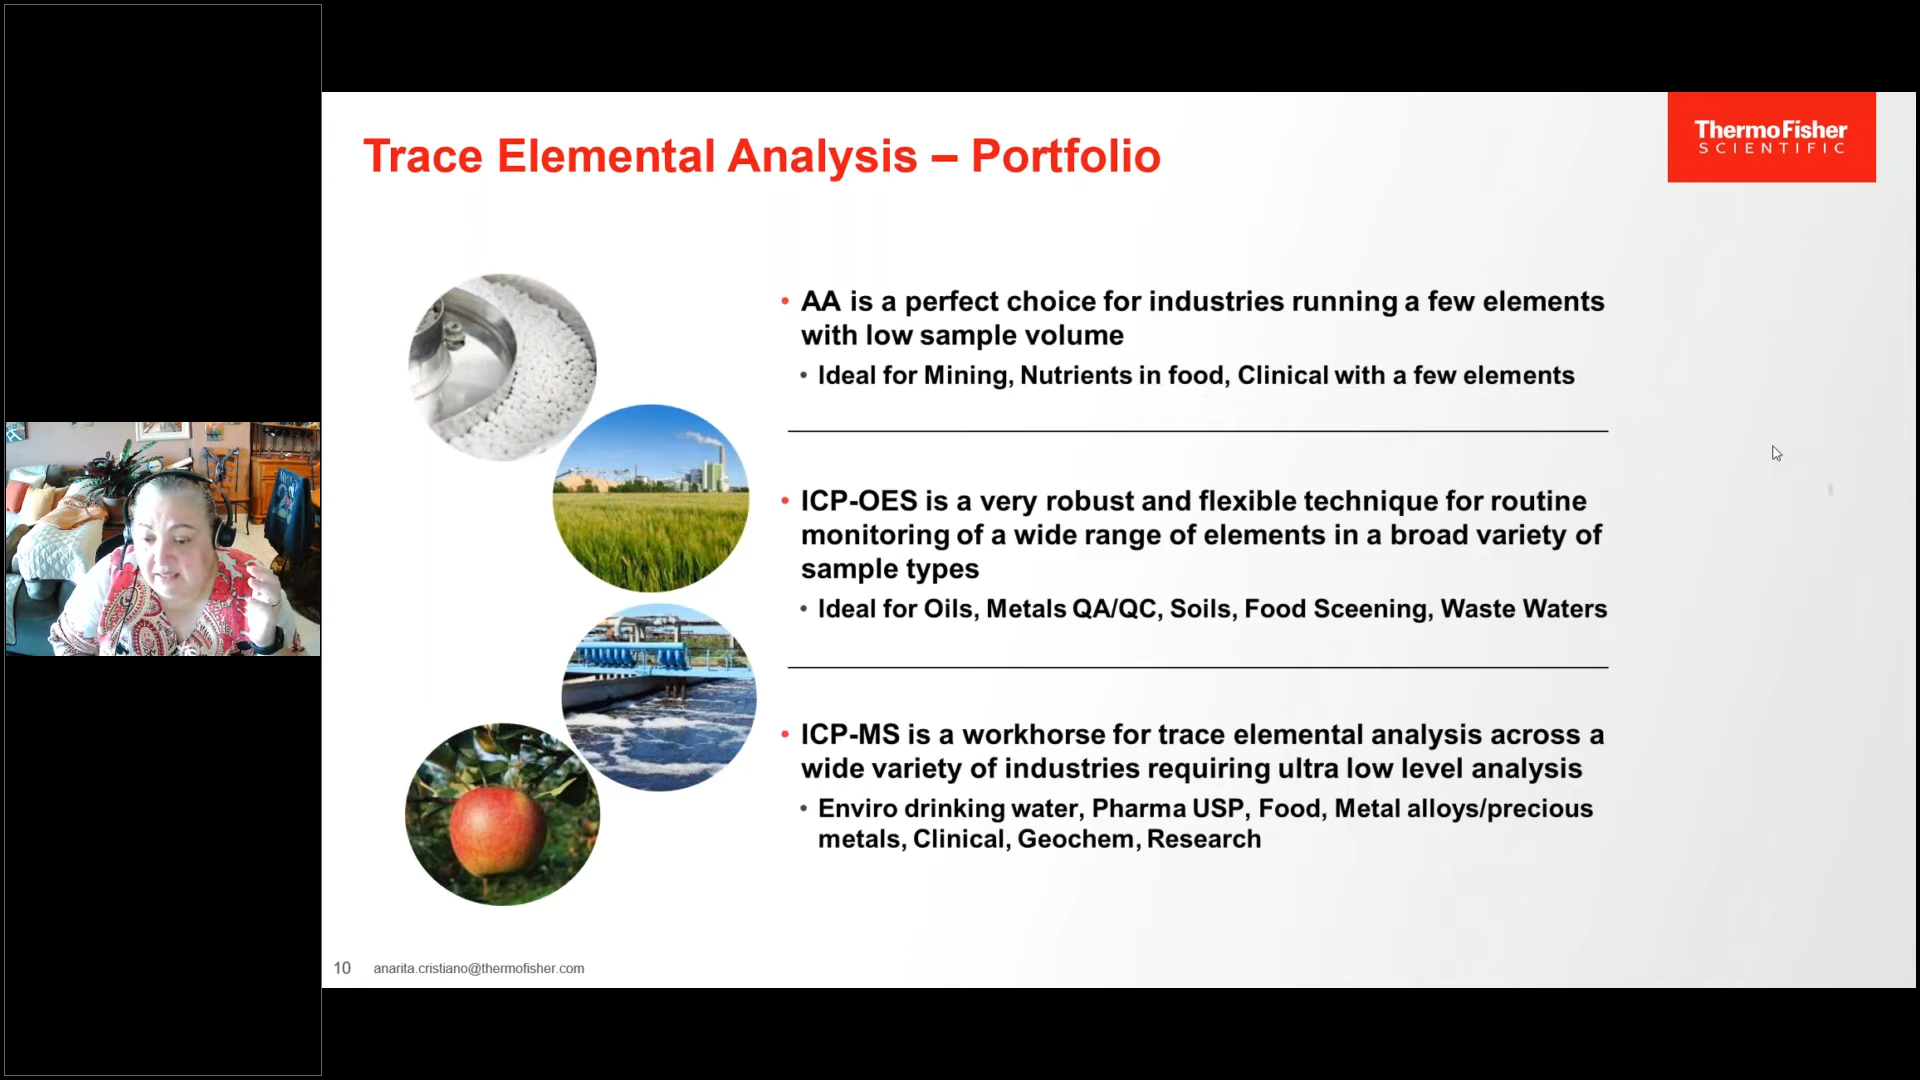 Trace Elemental Analysis – Portfolio
ThermoFisher
SCIENTIFIC
• AA is a perfect choice for industries running a few elements
with low sample volume
• Ideal for Mining, Nutrients in food, Clinical with a few elements
• ICP-OES is a very robust and flexible technique for routine
monitoring of a wide range of elements in a broad variety of
sample types
• Ideal for Oils, Metals QA/QC, Soils, Food Sceening, Waste Waters
• ICP-MS is a workhorse for trace elemental analysis across a
wide variety of industries requiring ultra low level analysis
• Enviro drinking water, Pharma USP, Food, Metal alloys/precious
metals, Clinical, Geochem, Research
10 anarita.cristiano@thermofisher.com